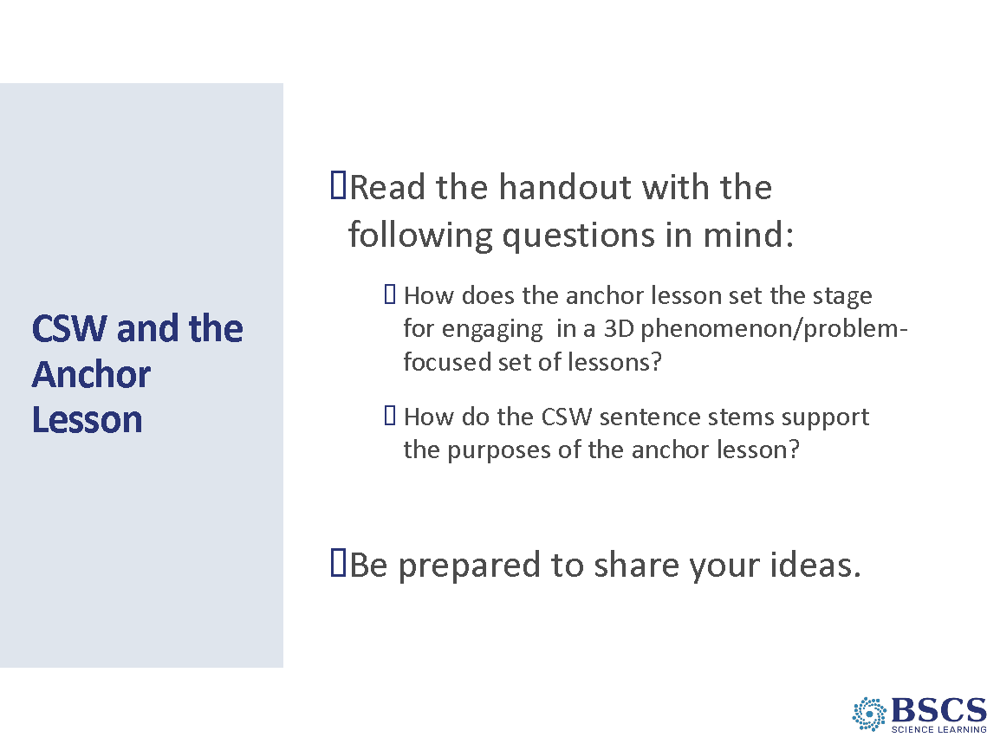 CSW and the
Anchor
Lesson
Read the handout with the
following questions in mind:
How does the anchor lesson set the stage
for engaging  in a 3D phenomenon/problem-
focused set of lessons?
How do the CSW sentence stems support
the purposes of the anchor lesson?
Be prepared to share your ideas.
BSCS
SCIENCE LEARNING